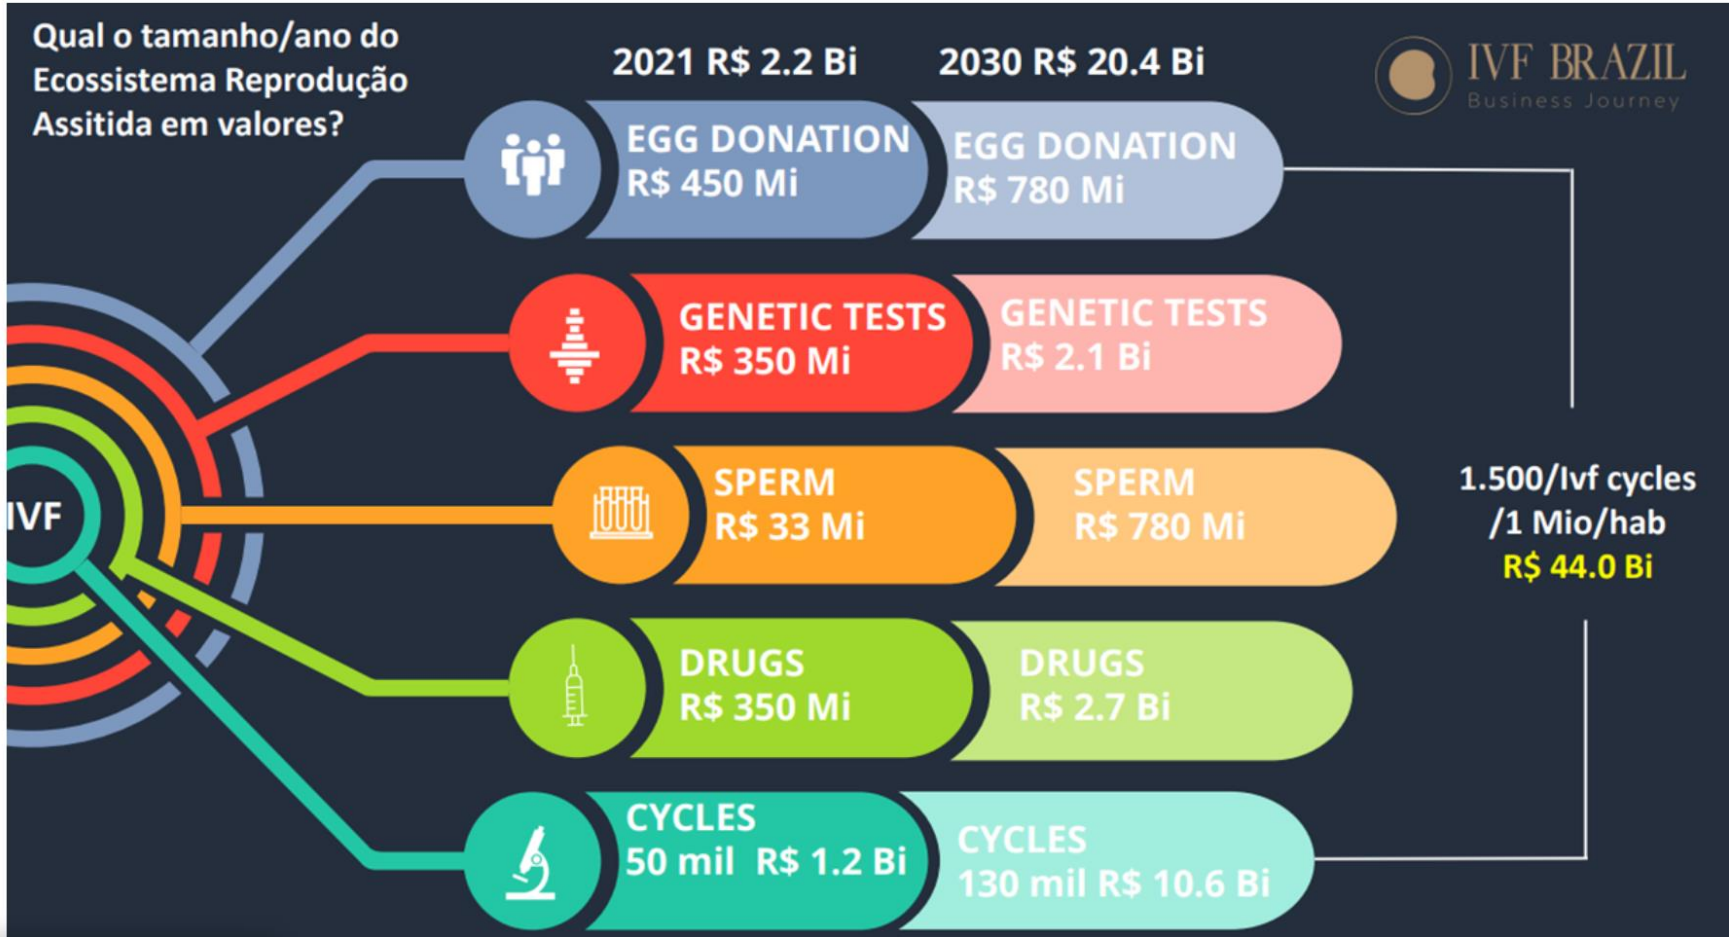 Qual o tamanho/ano do
Ecossistema Reprodução
Assitida em valores?
2021 R$ 2.2 Bi
2030 R$ 20.4 Bi
IVF BRAZIL
Business Journey
EGG DONATION
R$ 450 Mi
EGG DONATION
R$ 780 Mi
GENETIC TESTS
R$ 350 Mi
GENETIC TESTS
R$ 2.1 Bi
IVF
SPERM
R$ 33 Mi
SPERM
R$ 780 Mi
1.500/Ivf cycles
/1 Mio/hab
R$ 44.0 Bi
DRUGS
R$ 350 Mi
DRUGS
R$ 2.7 Bi
CYCLES
50 mil R$ 1.2 Bi
CYCLES
130 mil R$ 10.6 Bi